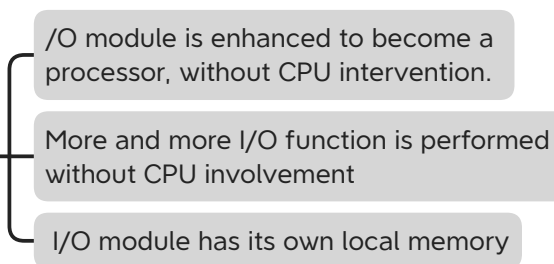 /O module is enhanced to become a
processor, without CPU intervention.
More and more I/O function is performed
without CPU involvement
I/O module has its own local memory